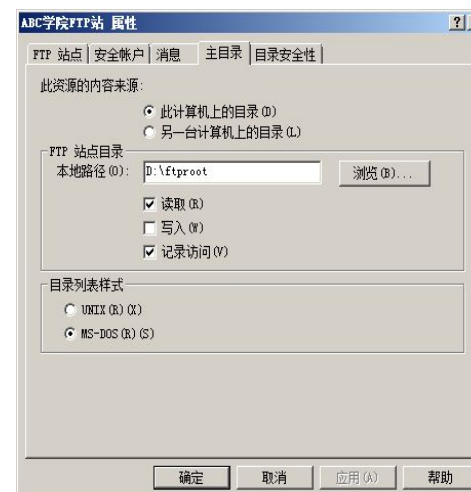 ABC学院FTP站 属性
?
FTP 站点 安全帐户 消息 主目录 目录安全性
此资源的内容来源:
此计算机上的目录(D)
另一台计算机上的目录(L)
FTP 站点目录
本地路径(O): D:\ftproot 浏览(B)...
读取(R)
写入(W)
记录访问(V)
目录列表样式
UNIX(R)(X)
MS-DOS(R)(S)
确定 取消 应用(A) 帮助